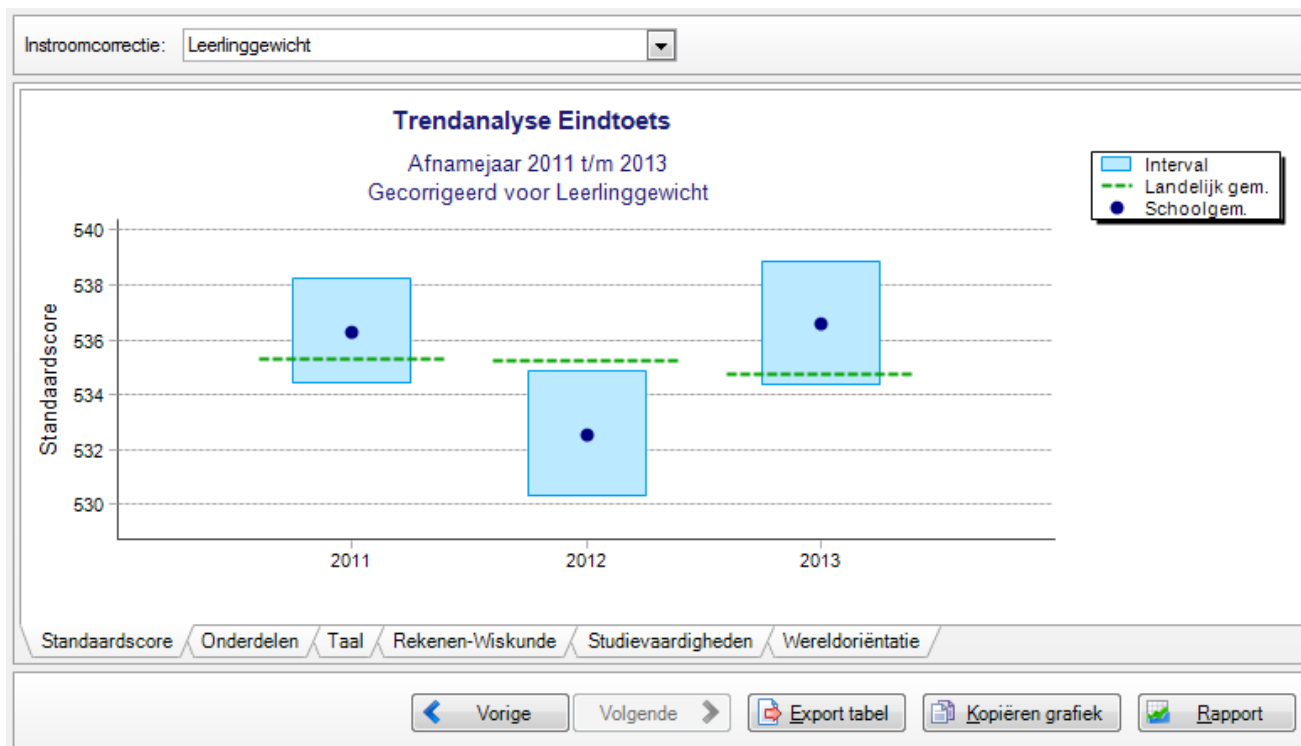 Instroomcorrectie: Leerlinggewicht
Trendanalyse Eindtoets
Afnamejaar 2011 t/m 2013
Gecorrigeerd voor Leerlinggewicht
Interval
Landelijk gem.
Schoolgem.
Standaardscore
540
538
536
534
532
530
2011 2012 2013
Standaardscore Onderdelen Taal Rekenen-Wiskunde Studievaardigheden Wereldoriëntatie
Vorige Volgende Export tabel Kopiëren grafiek Rapport